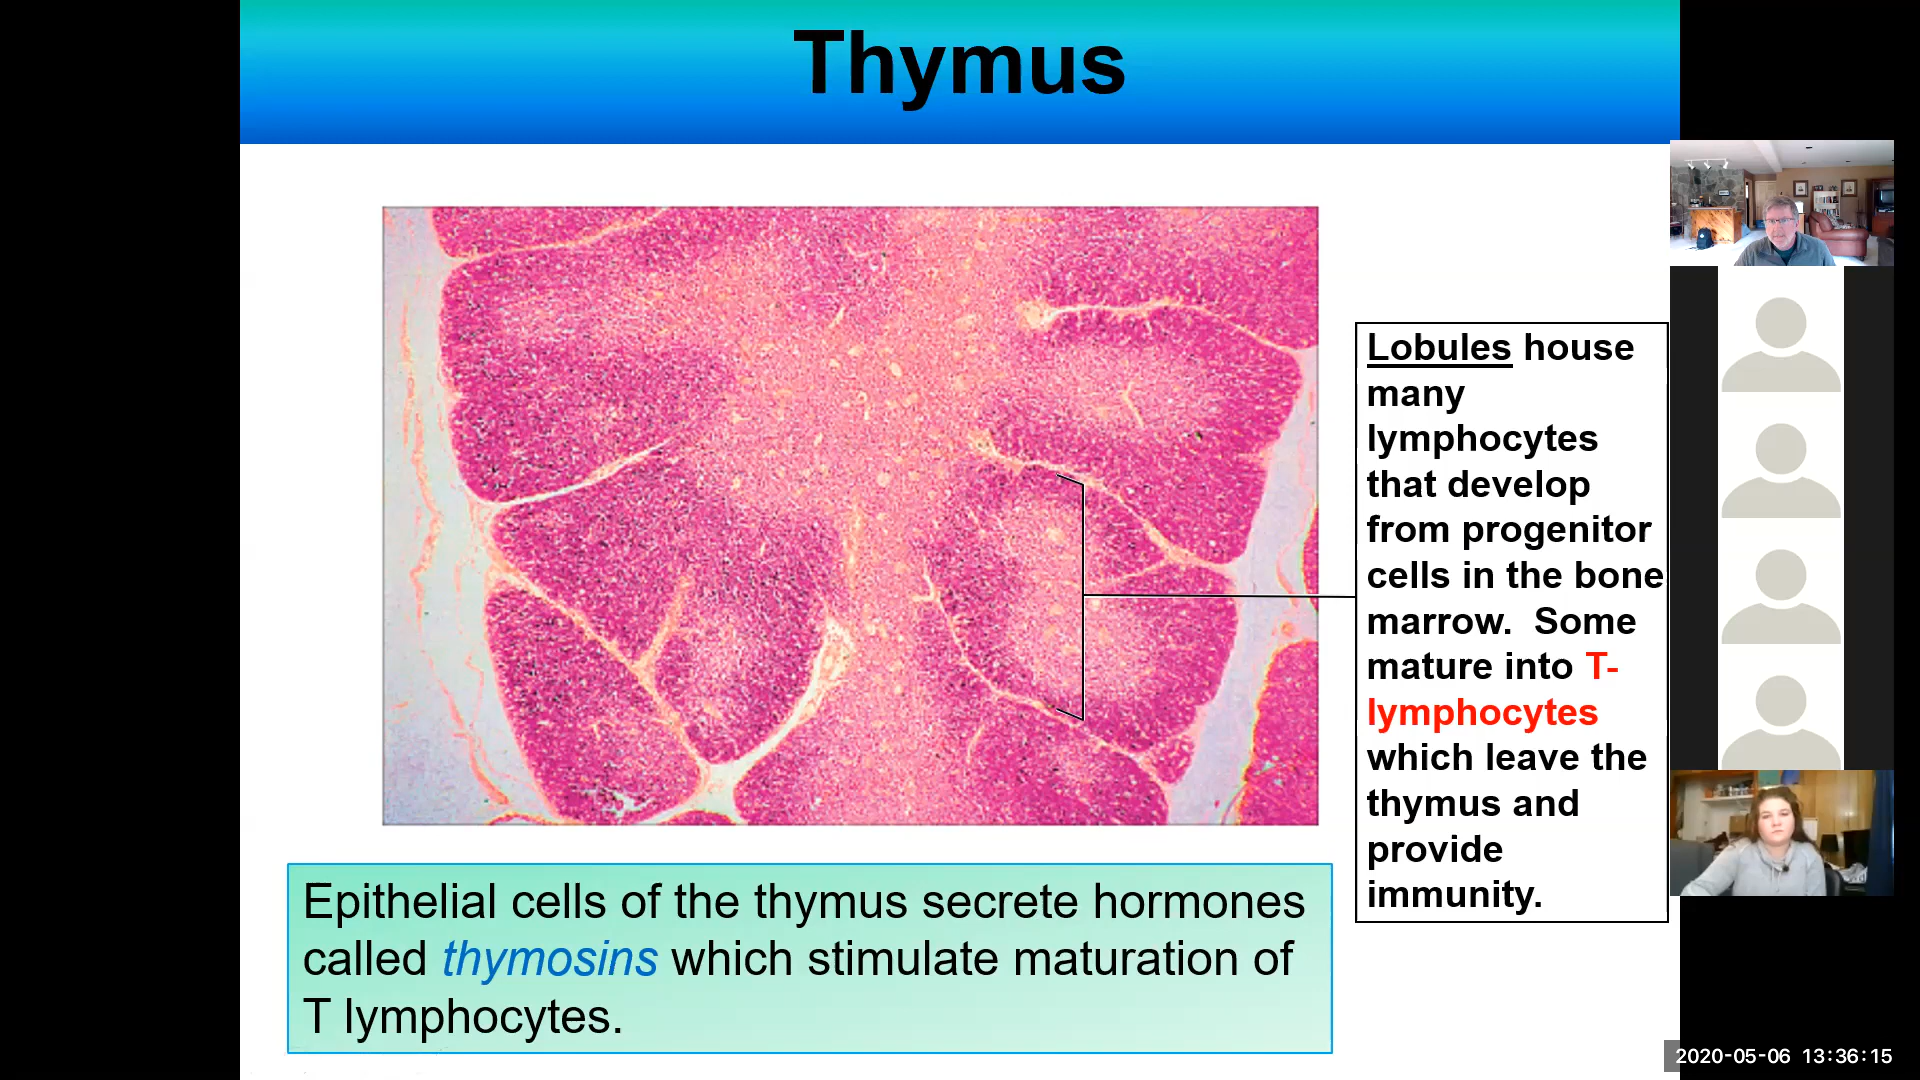 Thymus
Lobules house
many
lymphocytes
that develop
from progenitor
cells in the bone
marrow.  Some
mature into T-
lymphocytes
which leave the
thymus and
provide
immunity.
Epithelial cells of the thymus secrete hormones
called thymosins which stimulate maturation of
T lymphocytes.
2020-05-06 13:36:15